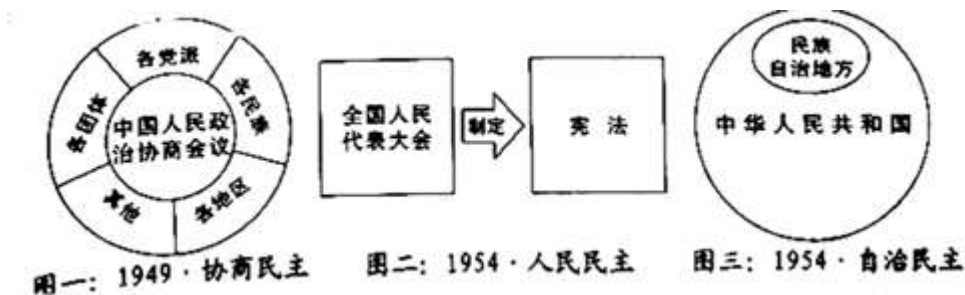 各党派
各民族
各团体
中国人民政
治协商会议
其他
各地区
图一：1949·协商民主
全国人民
代表大会
制定
宪法
图二：1954·人民民主
民族
自治地方
中华人民共和国
图三：1954·自治民主